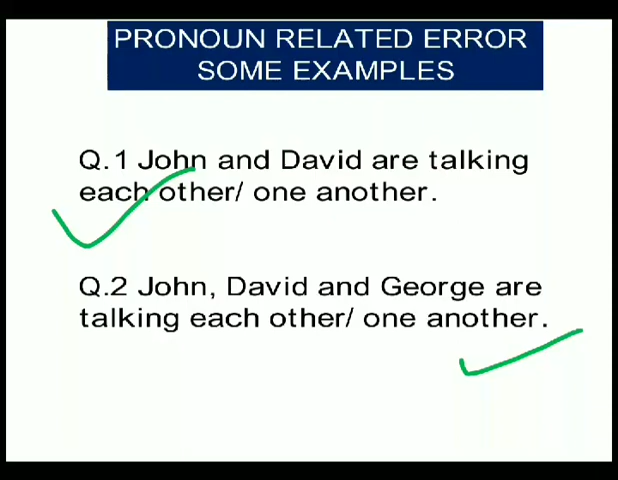 PRONOUN RELATED ERROR
SOME EXAMPLES
Q.1 John and David are talking
each other/ one another.
Q.2 John, David and George are
talking each other/ one another.